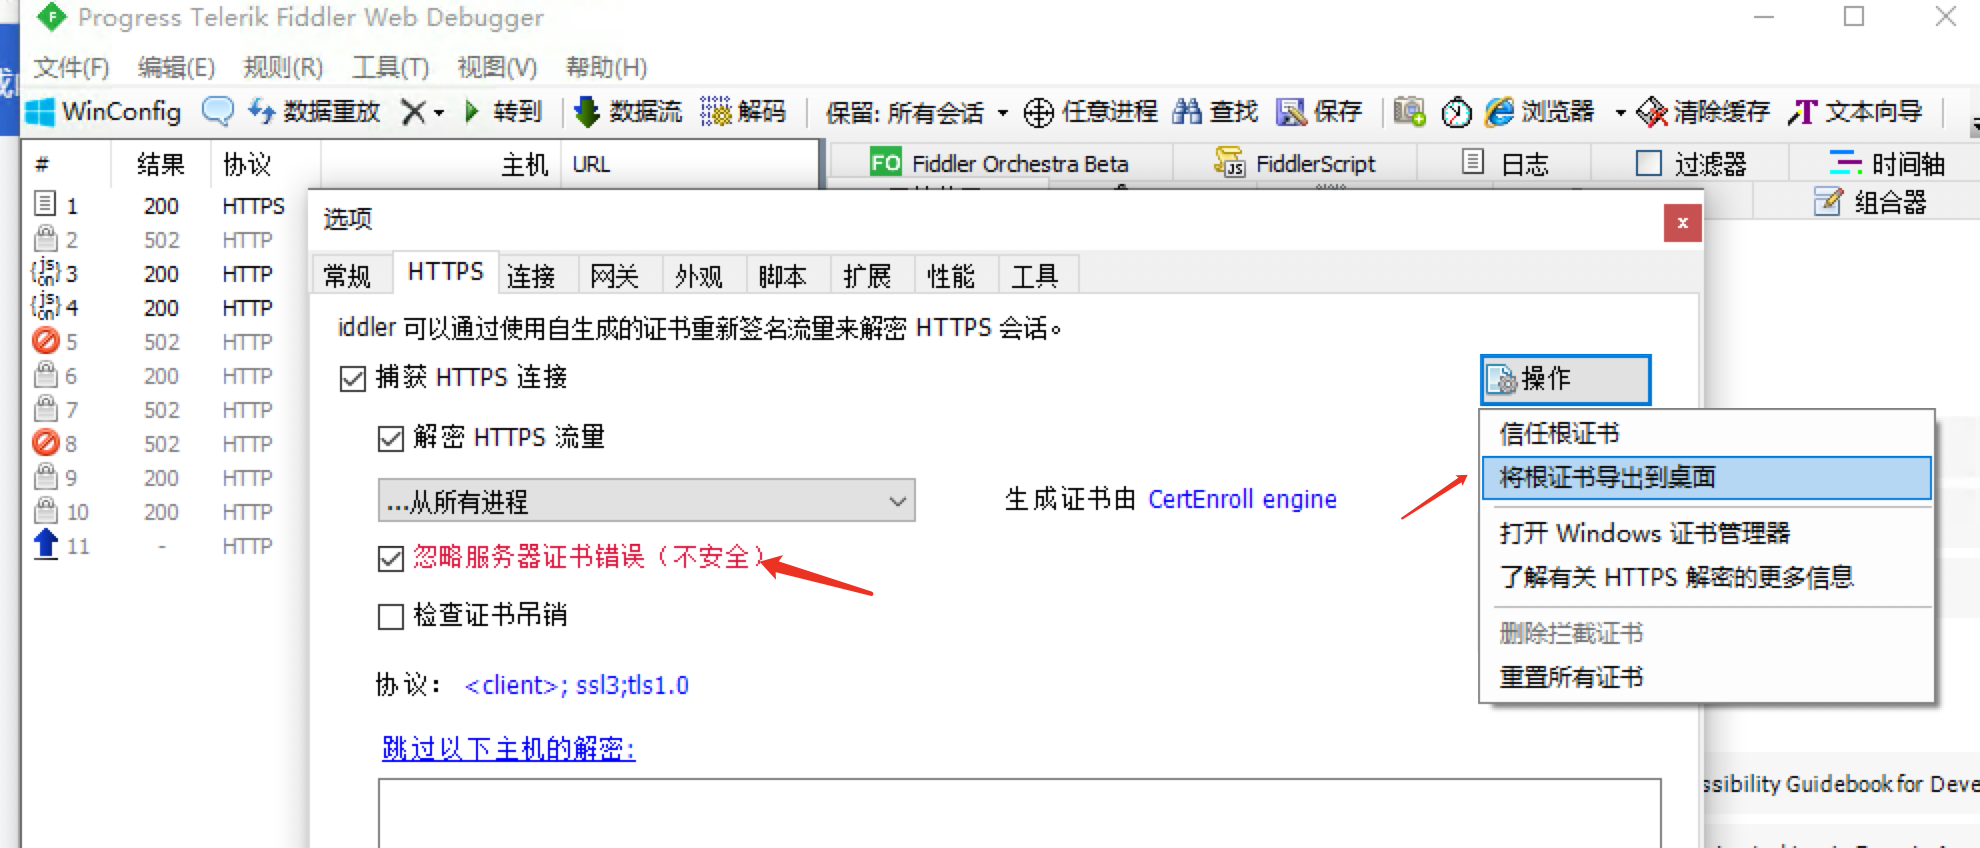 Progress Telerik Fiddler Web Debugger
文件(F) 编辑(E) 规则(R) 工具(T) 视图(V) 帮助(H)
WinConfig 数据重放 转到 数据流 解码 保留: 所有会话 任意进程 查找 保存 浏览器 清除缓存 文本向导
# 结果 协议 主机 URL
FO Fiddler Orchestra Beta FiddlerScript 日志 过滤器 时间轴
组合器
1 200 HTTPS
2 502 HTTP
3 200 HTTP
4 200 HTTP
5 502 HTTP
6 200 HTTP
7 502 HTTP
8 502 HTTP
9 200 HTTP
10 200 HTTP
11 - HTTP
选项
常规 HTTPS 连接 网关 外观 脚本 扩展 性能 工具
iddler 可以通过使用自生成的证书重新签名流量来解密 HTTPS 会话。
捕获 HTTPS 连接
操作
解密 HTTPS 流量
...从所有进程
生成证书由 CertEnroll engine
忽略服务器证书错误（不安全）
检查证书吊销
协议： <client>; ssl3;tls1.0
跳过以下主机的解密:
信任根证书
将根证书导出到桌面
打开 Windows 证书管理器
了解有关 HTTPS 解密的更多信息
删除拦截证书
重置所有证书
ssibility Guidebook for Deve